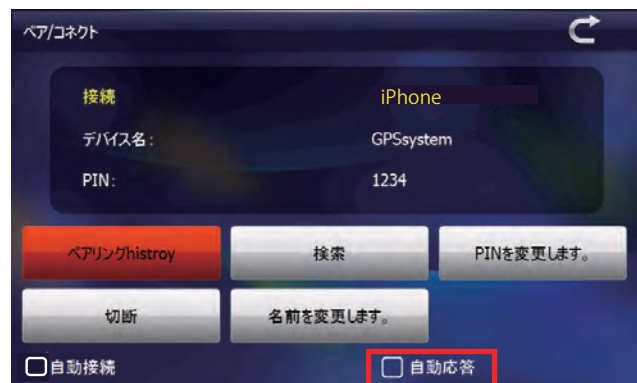 ペア/コネクト
接続 iPhone
デバイス名: GPSsystem
PIN: 1234
ペアリングhistroy 検索 PINを変更します。
切断 名前を変更します。
自動接続 自動応答